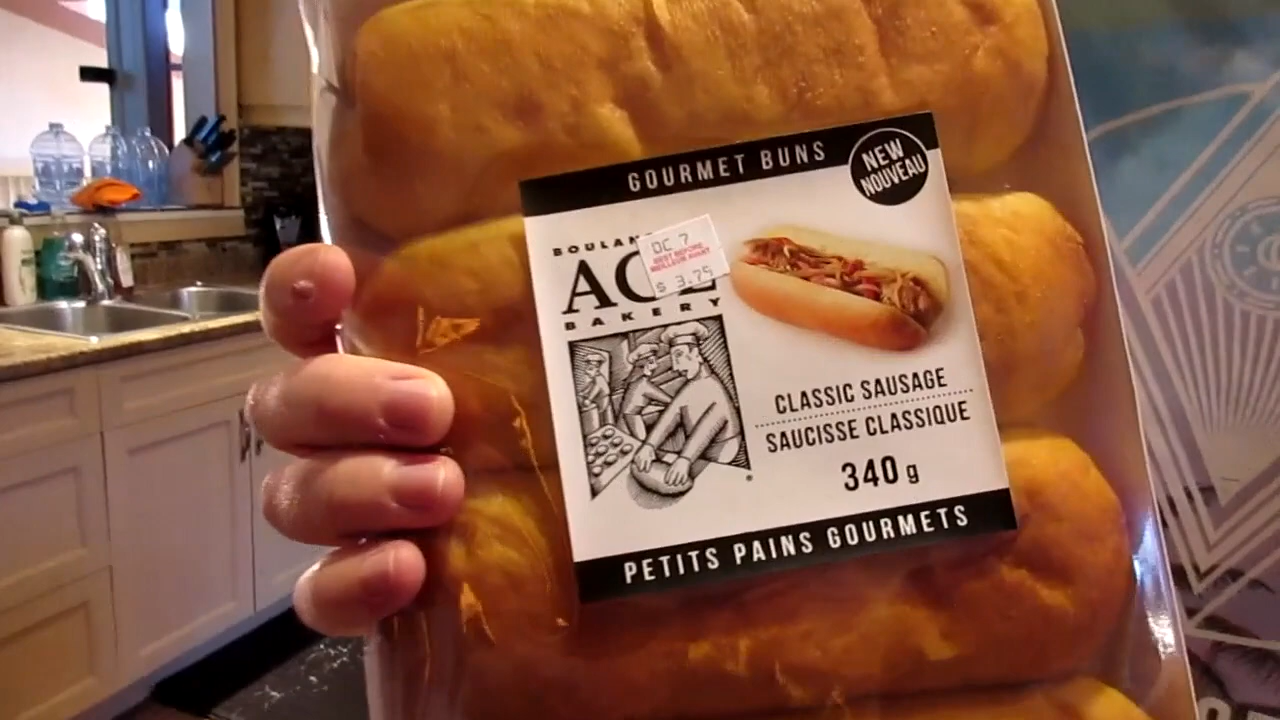 GOURMET BUNS
NEW
NOUVEAU
OC 7
BEST BEFORE
MEILLEUR AVANT
$ 3.75
BAKERY
CLASSIC SAUSAGE
SAUCISSE CLASSIQUE
340 g
PETITS PAINS GOURMETS